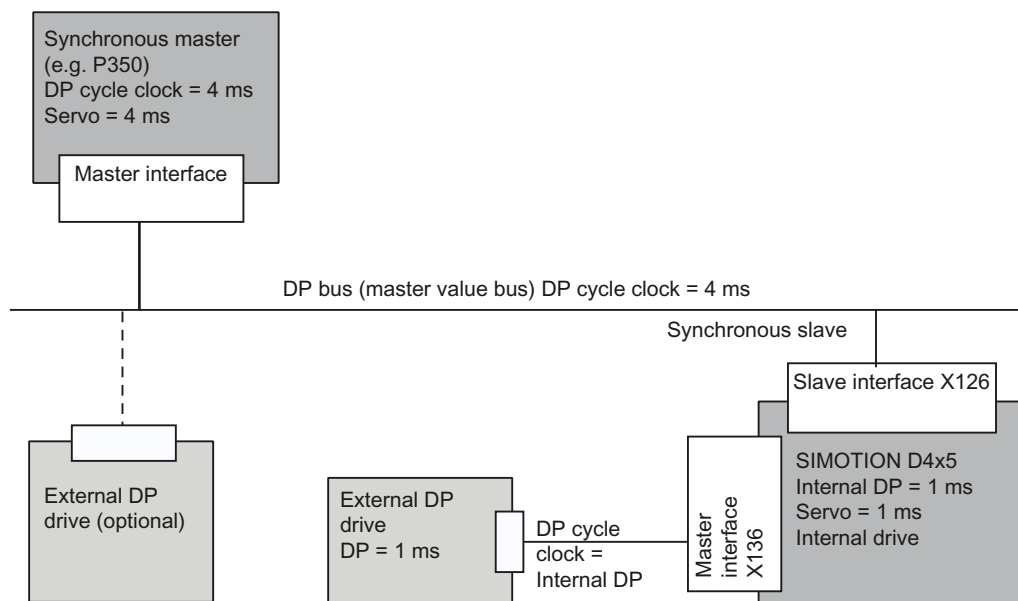 Synchronous master
(e.g. P350)
DP cycle clock = 4 ms
Servo = 4 ms
Master interface
DP bus (master value bus) DP cycle clock = 4 ms
Synchronous slave
Slave interface X126
SIMOTION D4x5
Internal DP = 1 ms
Servo = 1 ms
Internal drive
Master
interface
X136
DP cycle
clock =
Internal DP
External DP
drive
DP = 1 ms
External DP
drive (optional)